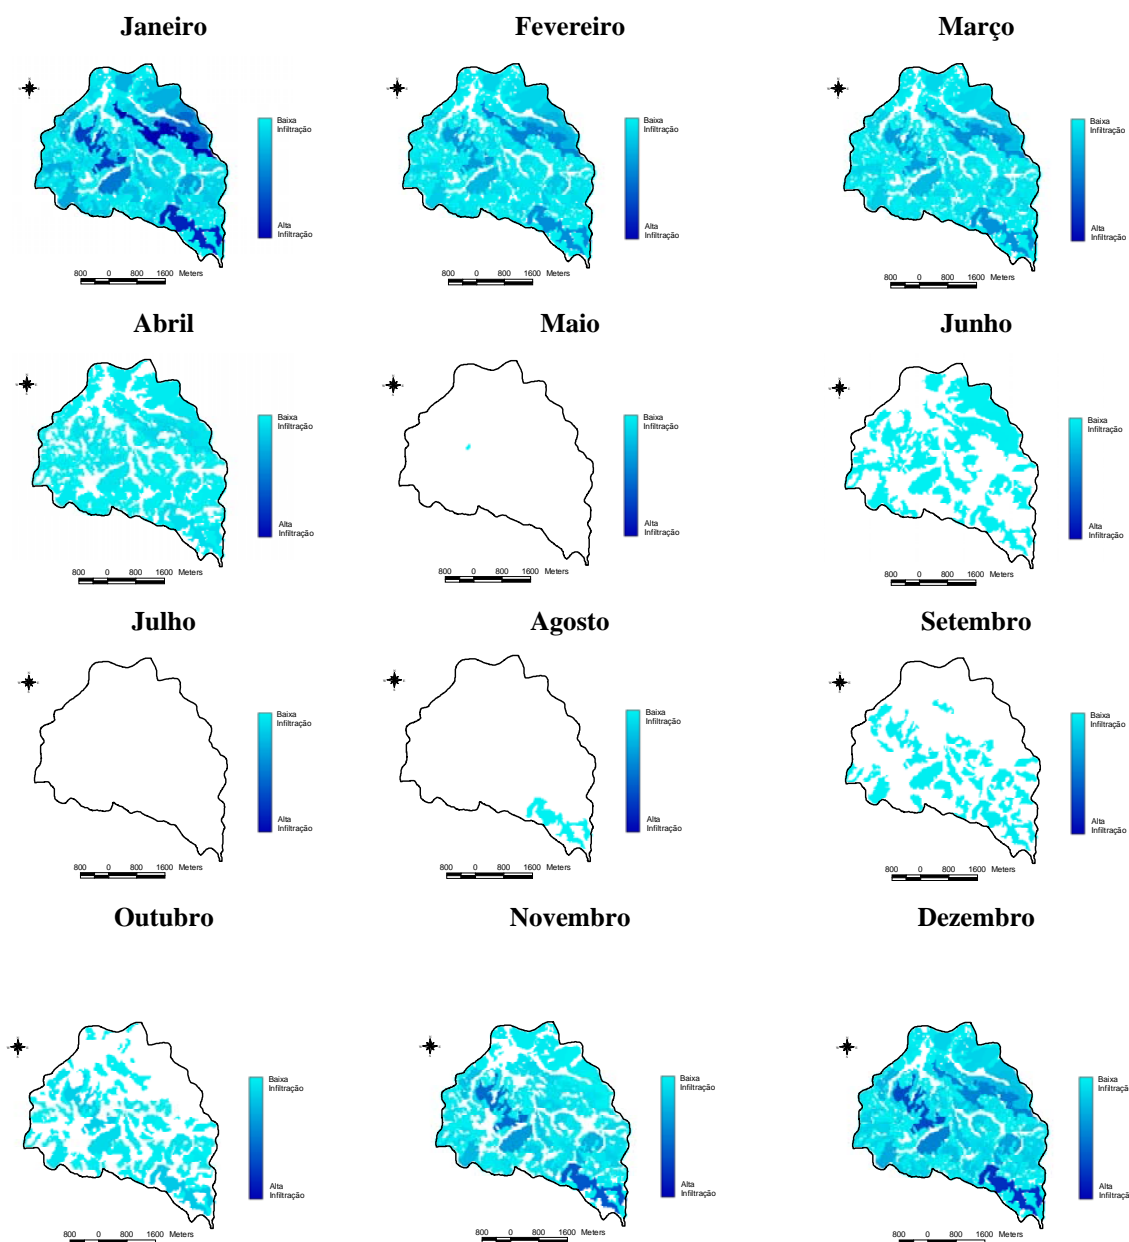 Janeiro
Fevereiro
Março
Baixa
Infiltração
Alta
Infiltração
800 0 800 1600 Meters
Baixa
Infiltração
Alta
Infiltração
800 0 800 1600 Meters
Baixa
Infiltração
Alta
Infiltração
800 0 800 1600 Meters
Abril
Maio
Junho
Baixa
Infiltração
Alta
Infiltração
800 0 800 1600 Meters
Baixa
Infiltração
Alta
Infiltração
800 0 800 1600 Meters
Baixa
Infiltração
Alta
Infiltração
800 0 800 1600 Meters
Julho
Agosto
Setembro
Baixa
Infiltração
Alta
Infiltração
800 0 800 1600 Meters
Baixa
Infiltração
Alta
Infiltração
800 0 800 1600 Meters
Baixa
Infiltração
Alta
Infiltração
800 0 800 1600 Meters
Outubro
Novembro
Dezembro
Baixa
Infiltração
Alta
Infiltração
800 0 800 1600 Meters
Baixa
Infiltração
Alta
Infiltração
800 0 800 1600 Meters
Baixa
Infiltraçã
Alta
Infiltraçã
800 0 800 1600 Meters